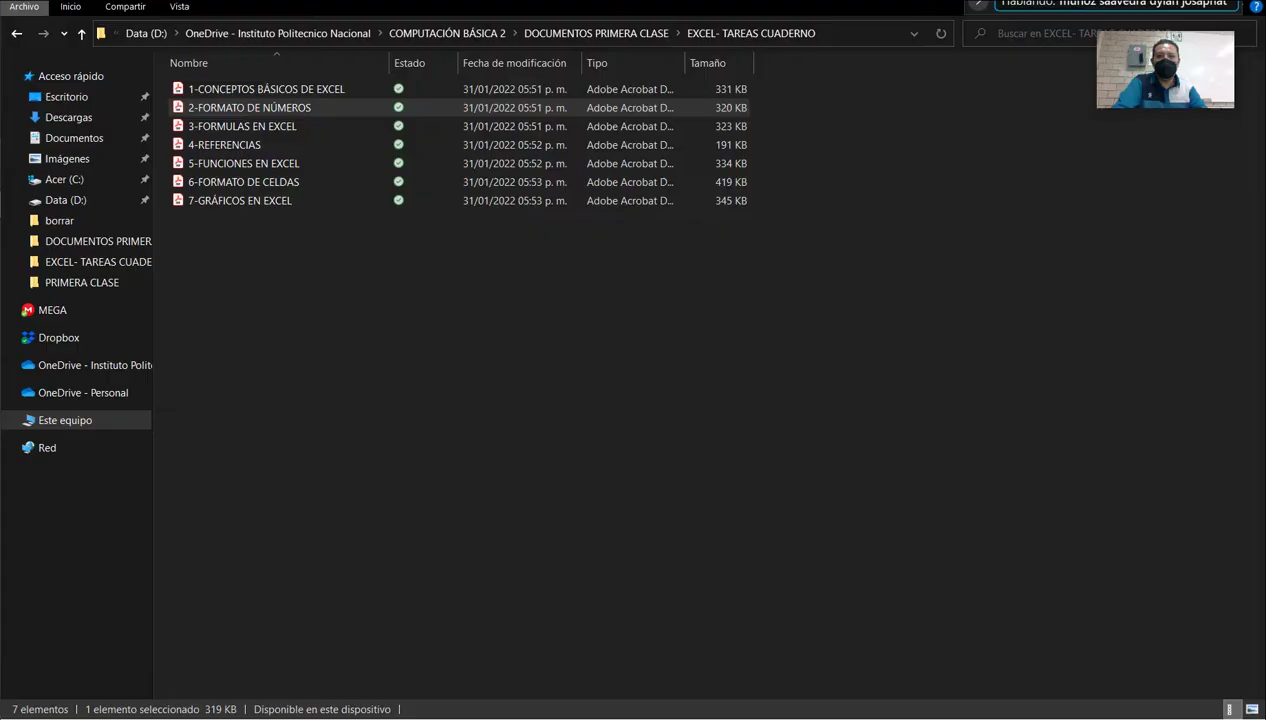 Archivo Inicio Compartir Vista
Hablando: muñoz saavedra dylan josaphat
Data (D:) OneDrive - Instituto Politecnico Nacional COMPUTACIÓN BÁSICA 2 DOCUMENTOS PRIMERA CLASE EXCEL- TAREAS CUADERNO
Buscar en EXCEL- TAREAS
Nombre Estado Fecha de modificación Tipo Tamaño
Acceso rápido
Escritorio
Descargas
Documentos
Imágenes
Acer (C:)
Data (D:)
borrar
DOCUMENTOS PRIMER
EXCEL- TAREAS CUADE
PRIMERA CLASE
MEGA
Dropbox
OneDrive - Instituto Polite
OneDrive - Personal
Este equipo
Red
1-CONCEPTOS BÁSICOS DE EXCEL 31/01/2022 05:51 p. m. Adobe Acrobat D... 331 KB
2-FORMATO DE NÚMEROS 31/01/2022 05:51 p. m. Adobe Acrobat D... 320 KB
3-FORMULAS EN EXCEL 31/01/2022 05:51 p. m. Adobe Acrobat D... 323 KB
4-REFERENCIAS 31/01/2022 05:52 p. m. Adobe Acrobat D... 191 KB
5-FUNCIONES EN EXCEL 31/01/2022 05:52 p. m. Adobe Acrobat D... 334 KB
6-FORMATO DE CELDAS 31/01/2022 05:53 p. m. Adobe Acrobat D... 419 KB
7-GRÁFICOS EN EXCEL 31/01/2022 05:53 p. m. Adobe Acrobat D... 345 KB
7 elementos 1 elemento seleccionado 319 KB Disponible en este dispositivo